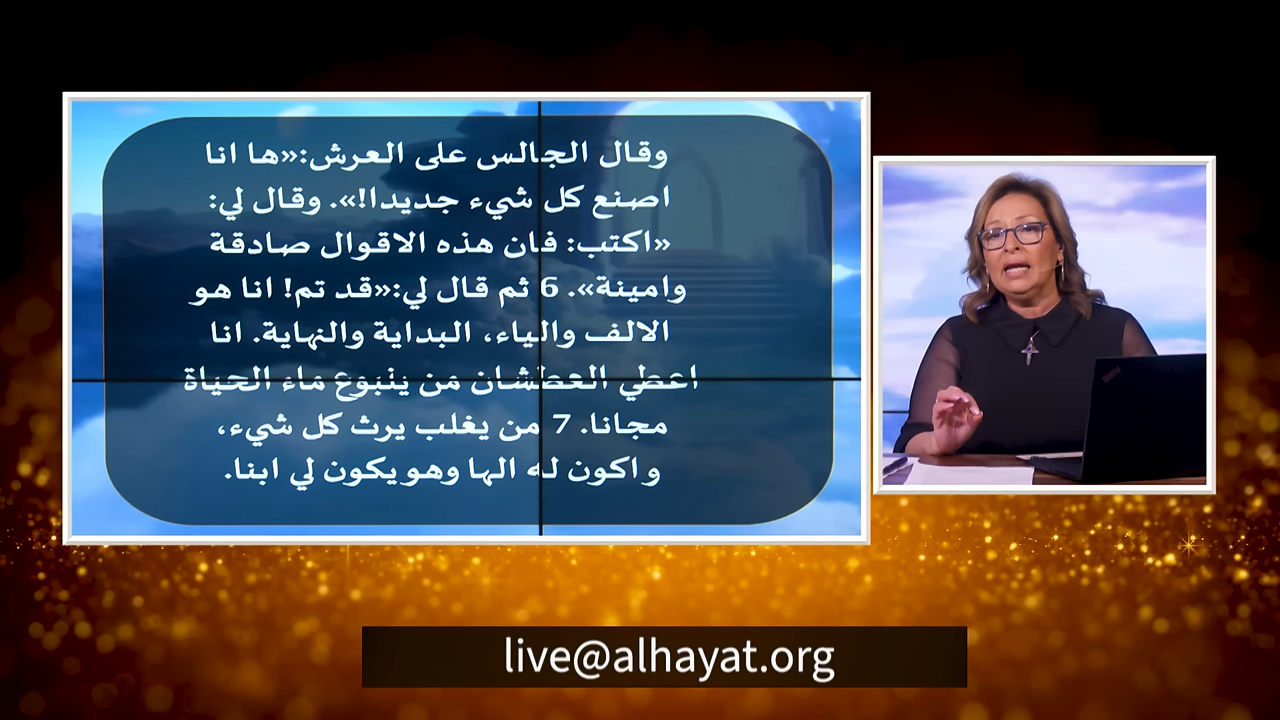 وقال الجالس على العرش:«ها انا
اصنع كل شيء جديدا!». وقال لي:
«اكتب: فان هذه الاقوال صادقة
وامينة». 6 ثم قال لي:«قد تم! انا هو
الالف والياء، البداية والنهاية. انا
اعطي العطشان من ينبوع ماء الحياة
مجانا. 7 من يغلب يرث كل شيء،
واكون له الها وهو يكون لي ابنا.
live@alhayat.org